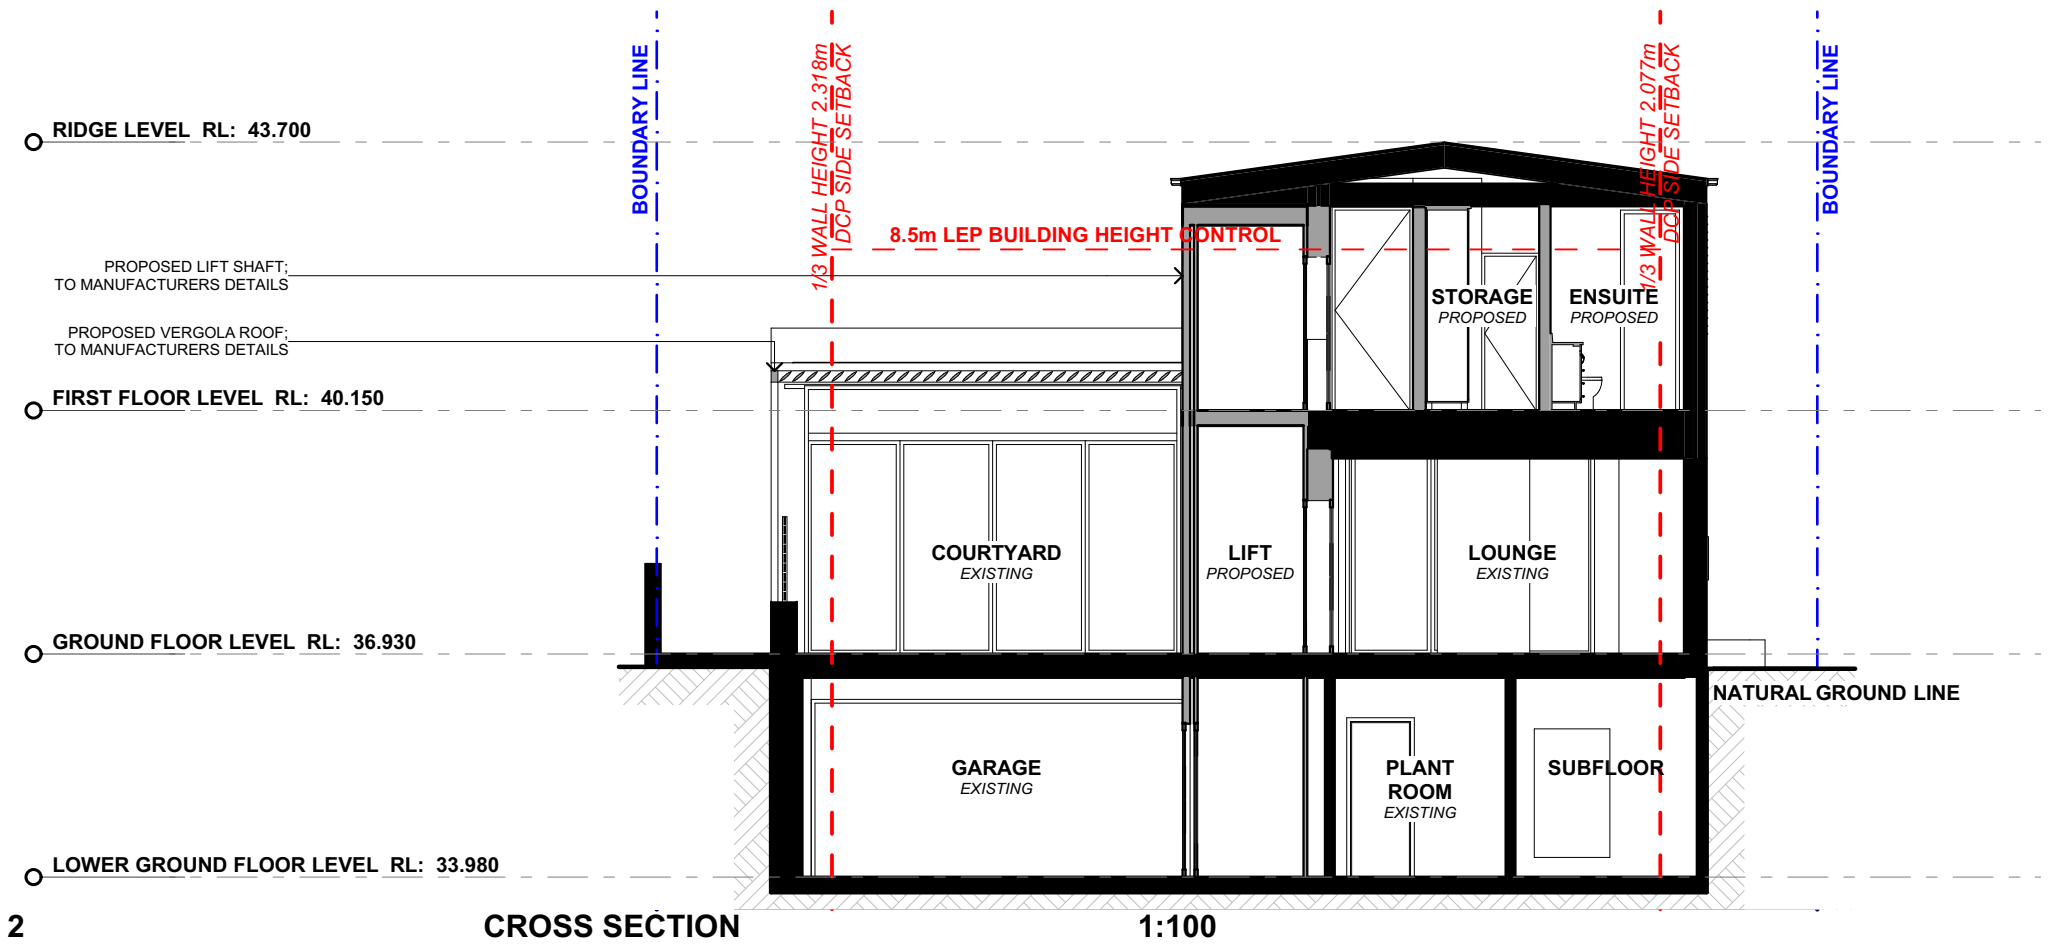 BOUNDARY LINE
1/3 WALL HEIGHT 2.318m
DCP SIDE SETBACK
1/3 WALL HEIGHT 2.077m
DCP SIDE SETBACK
BOUNDARY LINE
RIDGE LEVEL RL: 43.700
8.5m LEP BUILDING HEIGHT CONTROL
PROPOSED LIFT SHAFT;
TO MANUFACTURERS DETAILS
STORAGE
PROPOSED
ENSUITE
PROPOSED
PROPOSED VERGOLA ROOF;
TO MANUFACTURERS DETAILS
FIRST FLOOR LEVEL RL: 40.150
COURTYARD
EXISTING
LIFT
PROPOSED
LOUNGE
EXISTING
GROUND FLOOR LEVEL RL: 36.930
NATURAL GROUND LINE
GARAGE
EXISTING
PLANT
ROOM
EXISTING
SUBFLOOR
LOWER GROUND FLOOR LEVEL RL: 33.980
2 CROSS SECTION 1:100